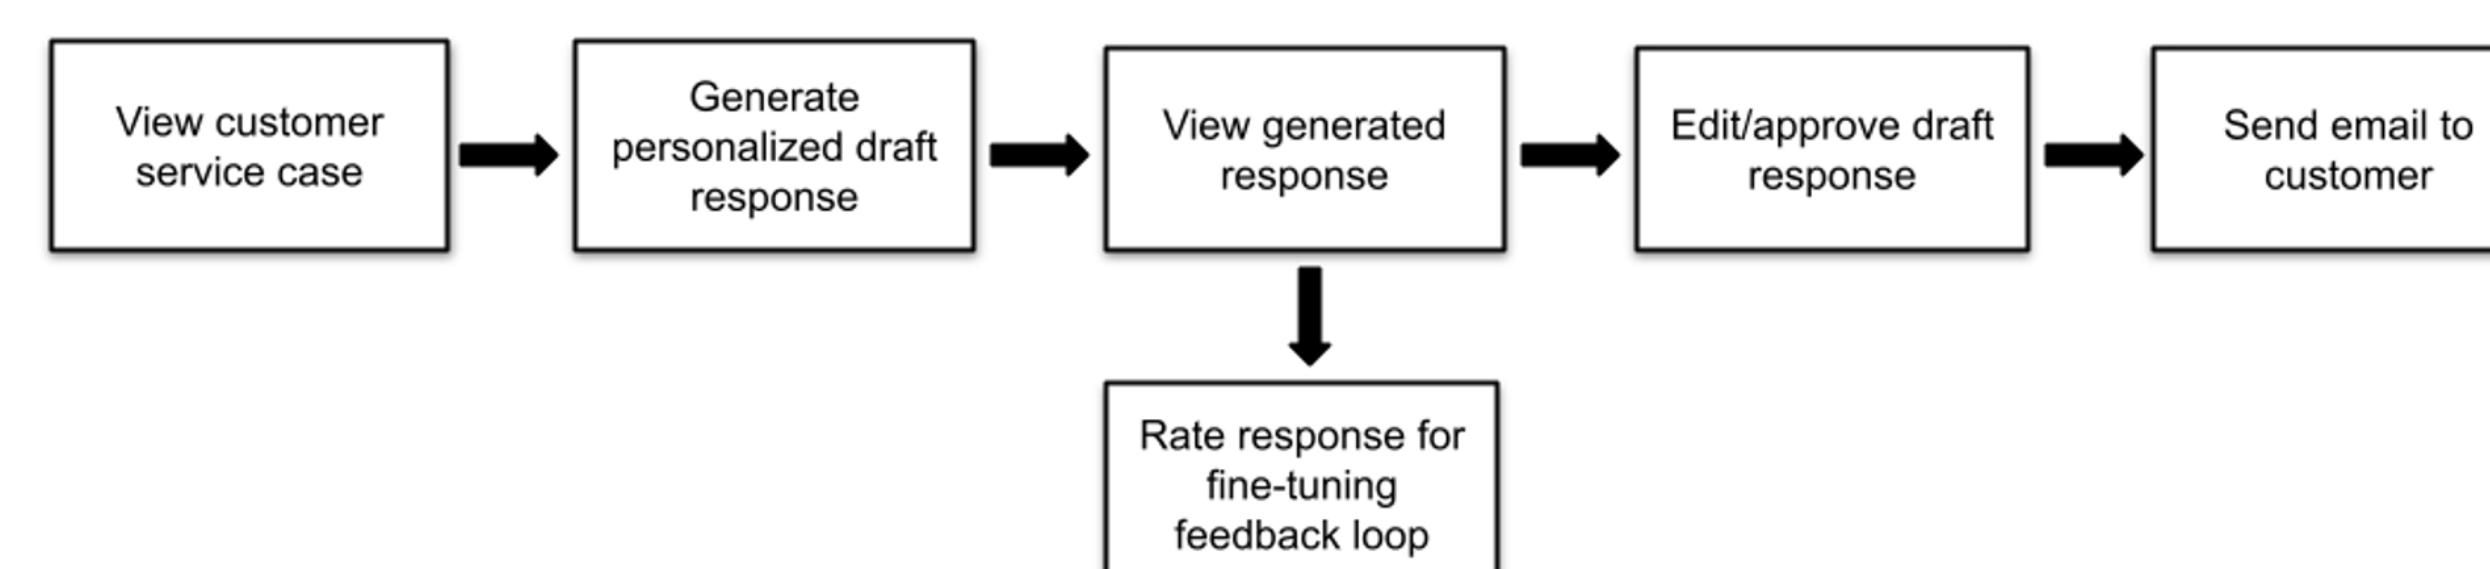 View customer
service case
Generate
personalized draft
response
View generated
response
Edit/approve draft
response
Send email to
customer
Rate response for
fine-tuning
feedback loop